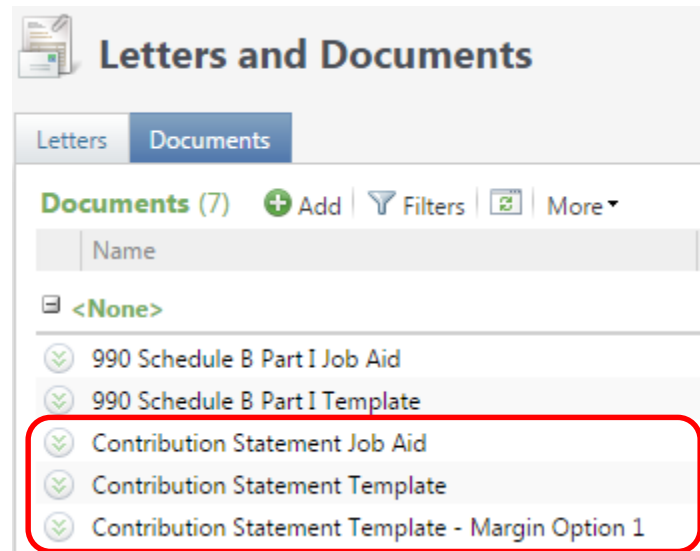 Letters and Documents
Letters Documents
Documents (7) Add Filters More
Name
<None>
990 Schedule B Part I Job Aid
990 Schedule B Part I Template
Contribution Statement Job Aid
Contribution Statement Template
Contribution Statement Template - Margin Option 1